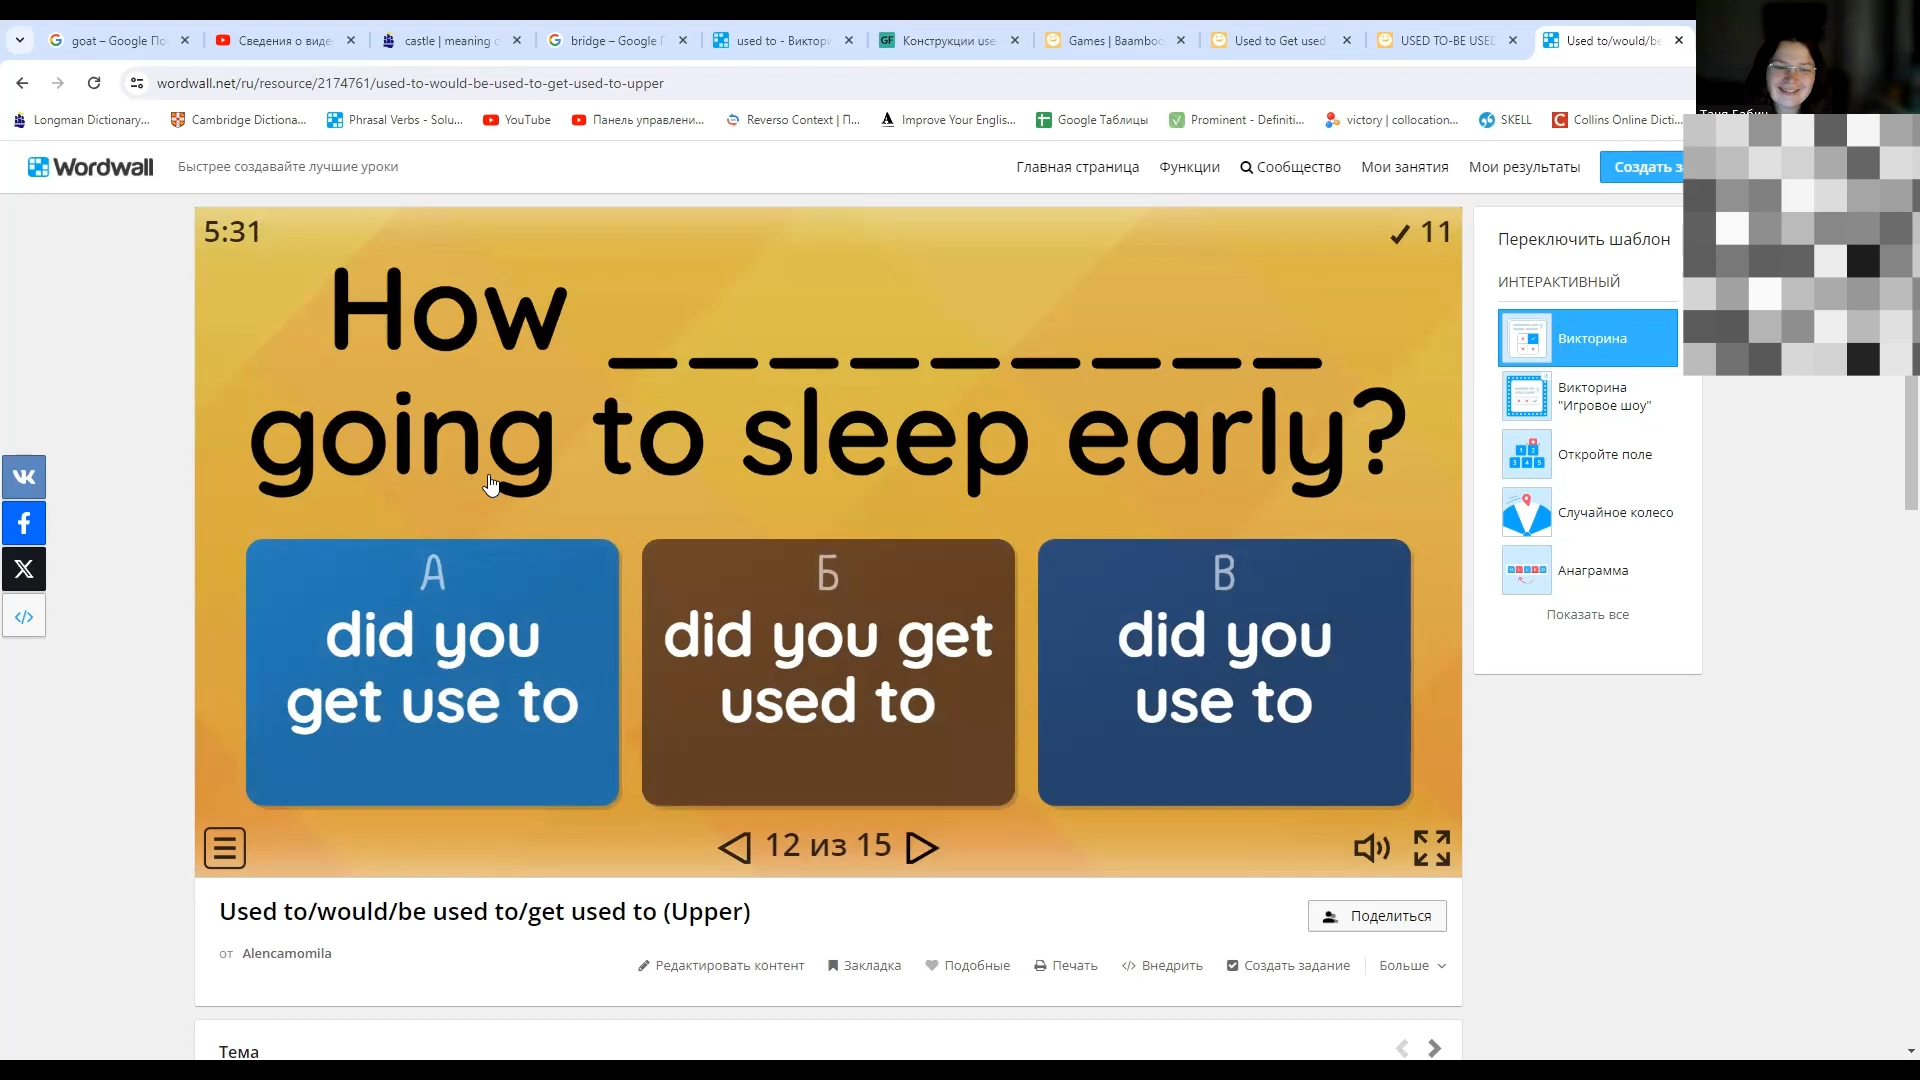 goat – Google По
Сведения о виде
castle | meaning o
bridge – Google П
used to - Виктори
GF Конструкции use
Games | Baamboo
Used to Get used
USED TO-BE USED
Used to/would/be
wordwall.net/ru/resource/2174761/used-to-would-be-used-to-get-used-to-upper
Longman Dictionary...
Cambridge Dictiona...
Phrasal Verbs - Solu...
YouTube
Панель управлени...
Reverso Context | П...
Improve Your Englis...
Google Таблицы
Prominent - Definiti...
victory | collocation...
SKELL
Collins Online Dicti...
Wordwall
Быстрее создавайте лучшие уроки
Главная страница
Функции
Сообщество
Мои занятия
Мои результаты
Создать з
5:31
11
How _ _ _ _ _ _ _ _ _
going to sleep early?
А
did you
get use to
Б
did you get
used to
В
did you
use to
12 из 15
Переключить шаблон
ИНТЕРАКТИВНЫЙ
Викторина
Викторина
"Игровое шоу"
Откройте поле
Случайное колесо
Анаграмма
Показать все
Used to/would/be used to/get used to (Upper)
Поделиться
от Alencamomila
Редактировать контент
Закладка
Подобные
Печать
Внедрить
Создать задание
Больше
Тема